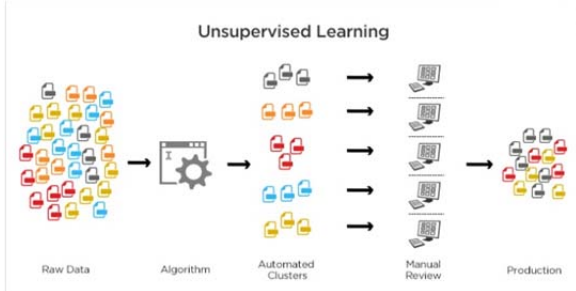 Unsupervised Learning
Raw Data
Algorithm
Automated
Clusters
Manual
Review
Production